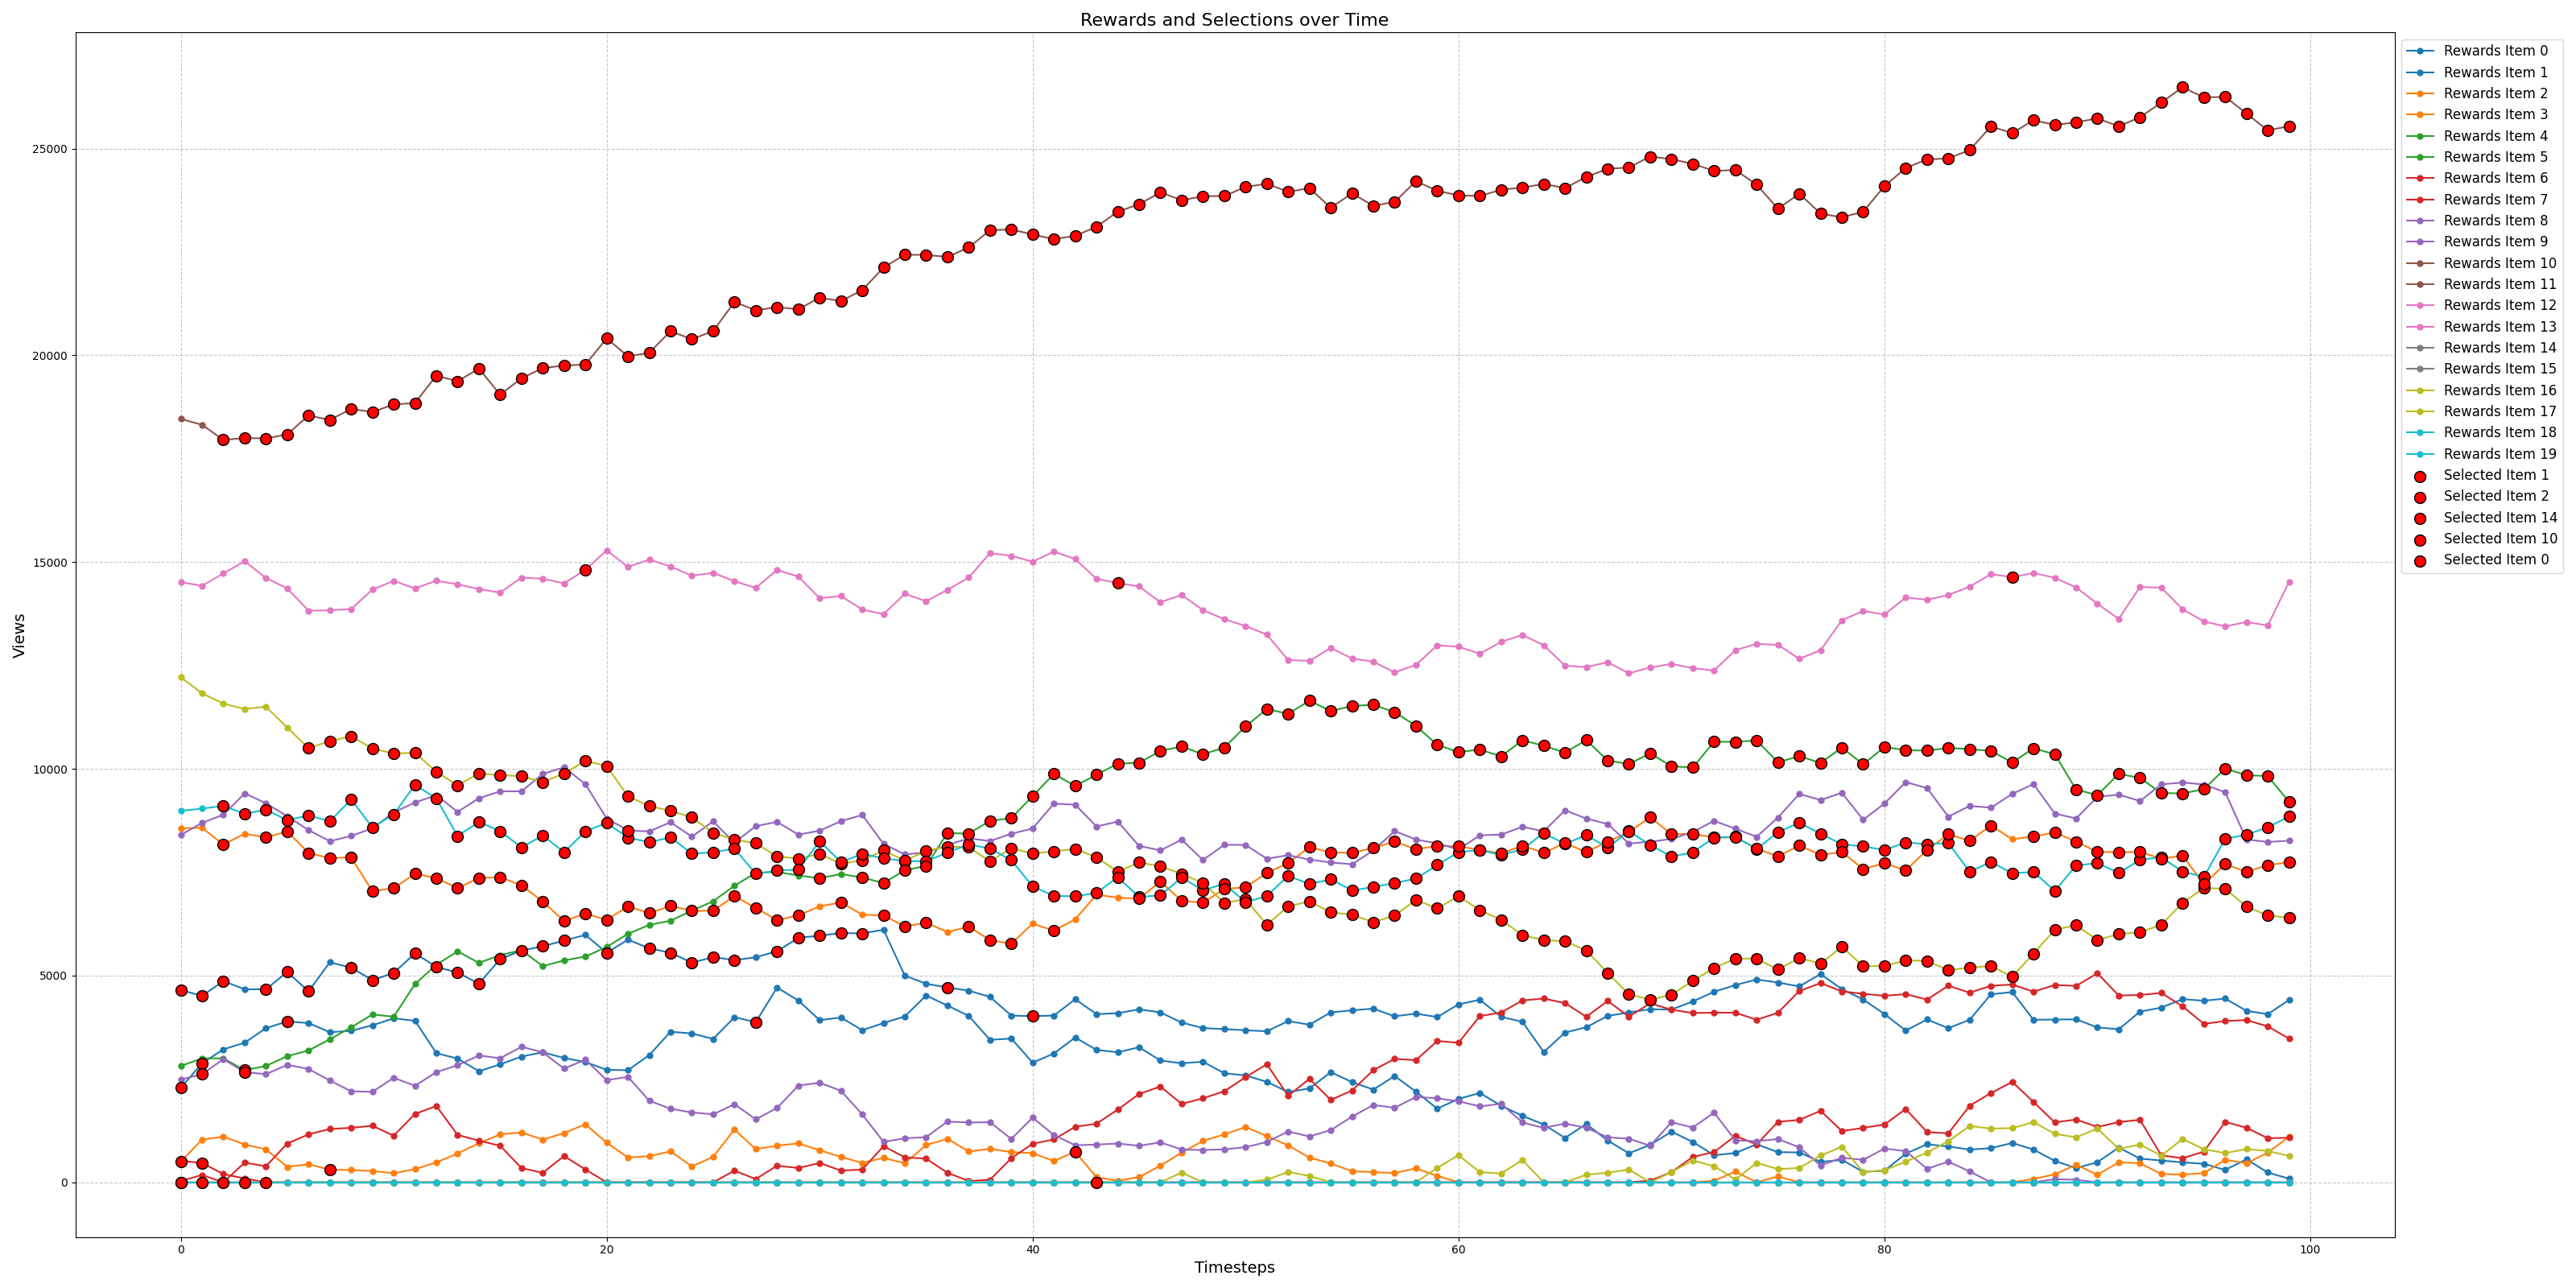 Rewards and Selections over Time
Views
25000
20000
15000
10000
5000
0
0
20
40
60
80
100
Timesteps
Rewards Item 0
Rewards Item 1
Rewards Item 2
Rewards Item 3
Rewards Item 4
Rewards Item 5
Rewards Item 6
Rewards Item 7
Rewards Item 8
Rewards Item 9
Rewards Item 10
Rewards Item 11
Rewards Item 12
Rewards Item 13
Rewards Item 14
Rewards Item 15
Rewards Item 16
Rewards Item 17
Rewards Item 18
Rewards Item 19
Selected Item 1
Selected Item 2
Selected Item 14
Selected Item 10
Selected Item 0